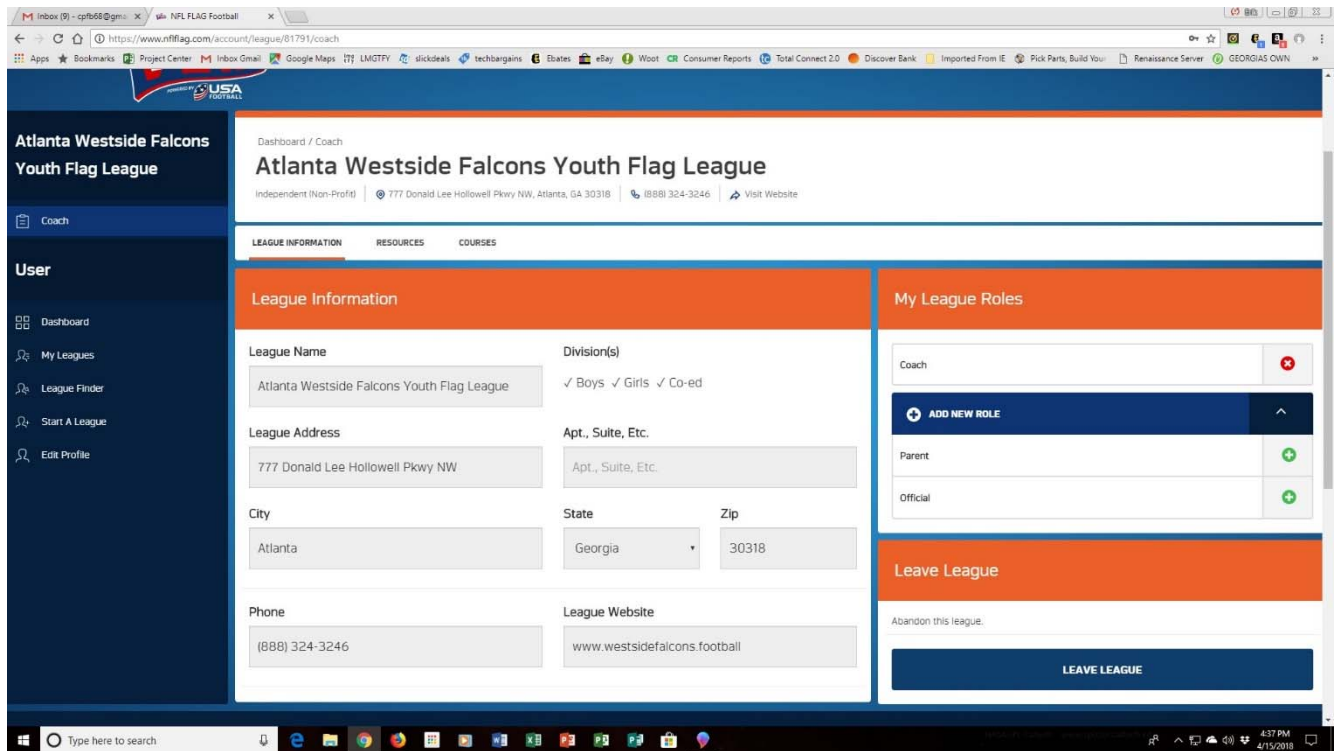 Inbox (9) - cpfb68@gma
NFL FLAG Football
https://www.nflflag.com/account/league/81791/coach
Apps Bookmarks Project Center Inbox Gmail Google Maps LMGTFY slickdeals techbargains Ebates eBay Woot CR Consumer Reports Total Connect 2.0 Discover Bank Imported From IE Pick Parts, Build Your Renaissance Server GEORGIAS OWN »
POWERED BY USA FOOTBALL
Atlanta Westside Falcons
Youth Flag League
Coach
User
Dashboard
My Leagues
League Finder
Start A League
Edit Profile
Dashboard / Coach
Atlanta Westside Falcons Youth Flag League
Independent (Non-Profit) 777 Donald Lee Hollowell Pkwy NW, Atlanta, GA 30318 (888) 324-3246 Visit Website
LEAGUE INFORMATION RESOURCES COURSES
League Information
League Name
Atlanta Westside Falcons Youth Flag League
Division(s)
✓ Boys ✓ Girls ✓ Co-ed
League Address
777 Donald Lee Hollowell Pkwy NW
Apt., Suite, Etc.
Apt., Suite, Etc.
City
Atlanta
State
Georgia
Zip
30318
Phone
(888) 324-3246
League Website
www.westsidefalcons.football
My League Roles
Coach
ADD NEW ROLE
Parent
Official
Leave League
Abandon this league.
LEAVE LEAGUE
Type here to search
4:37 PM
4/15/2018